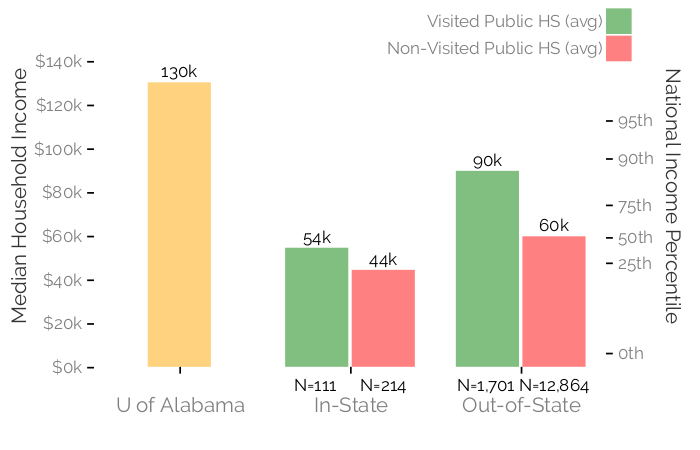 Visited Public HS (avg)
Non-Visited Public HS (avg)
Median Household Income
$140k
$120k
$100k
$80k
$60k
$40k
$20k
$0k
130k
54k
44k
90k
60k
95th
90th
75th
50th
25th
0th
National Income Percentile
N=111 N=214 N=1,701 N=12,864
U of Alabama In-State Out-of-State